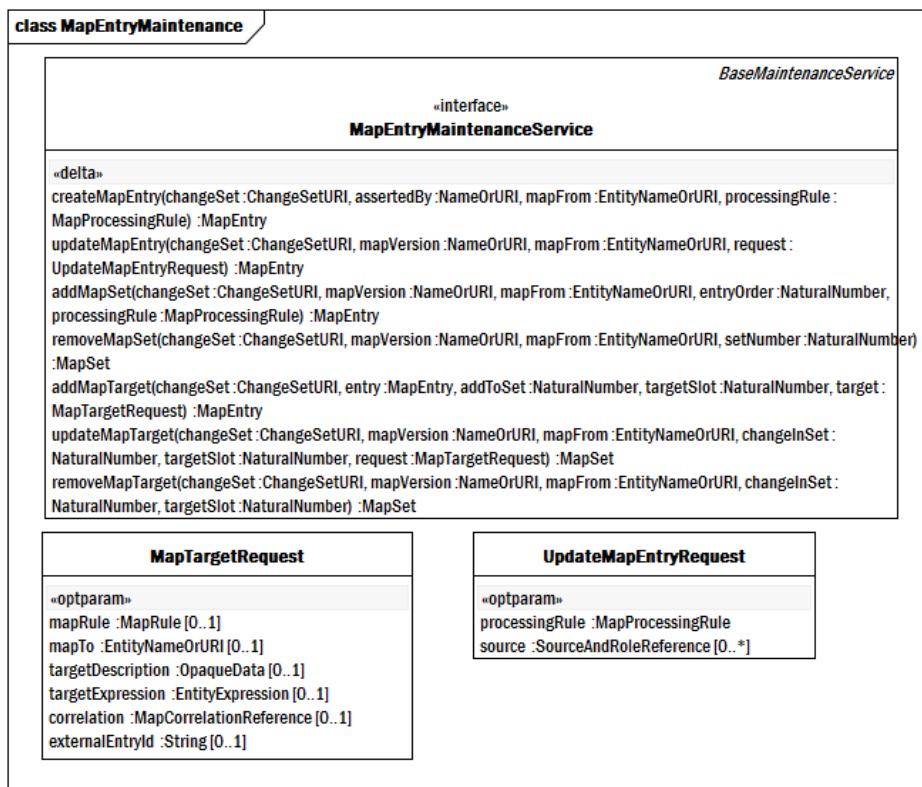 class MapEntryMaintenance
BaseMaintenanceService
«interface»
MapEntryMaintenanceService
«delta»
createMapEntry(changeSet :ChangeSetURI, assertedBy :NameOrURI, mapFrom :EntityNameOrURI, processingRule :
MapProcessingRule) :MapEntry
updateMapEntry(changeSet :ChangeSetURI, mapVersion :NameOrURI, mapFrom :EntityNameOrURI, request :
UpdateMapEntryRequest) :MapEntry
addMapSet(changeSet :ChangeSetURI, mapVersion :NameOrURI, mapFrom :EntityNameOrURI, entryOrder :NaturalNumber,
processingRule :MapProcessingRule) :MapEntry
removeMapSet(changeSet :ChangeSetURI, mapVersion :NameOrURI, mapFrom :EntityNameOrURI, setNumber :NaturalNumber)
:MapSet
addMapTarget(changeSet :ChangeSetURI, entry :MapEntry, addToSet :NaturalNumber, targetSlot :NaturalNumber, target :
MapTargetRequest) :MapEntry
updateMapTarget(changeSet :ChangeSetURI, mapVersion :NameOrURI, mapFrom :EntityNameOrURI, changeInSet :
NaturalNumber, targetSlot :NaturalNumber, request :MapTargetRequest) :MapSet
removeMapTarget(changeSet :ChangeSetURI, mapVersion :NameOrURI, mapFrom :EntityNameOrURI, changeInSet :
NaturalNumber, targetSlot :NaturalNumber) :MapSet
MapTargetRequest
«optparam»
mapRule :MapRule [0..1]
mapTo :EntityNameOrURI [0..1]
targetDescription :OpaqueData [0..1]
targetExpression :EntityExpression [0..1]
correlation :MapCorrelationReference [0..1]
externalEntryId :String [0..1]
UpdateMapEntryRequest
«optparam»
processingRule :MapProcessingRule
source :SourceAndRoleReference [0..*]